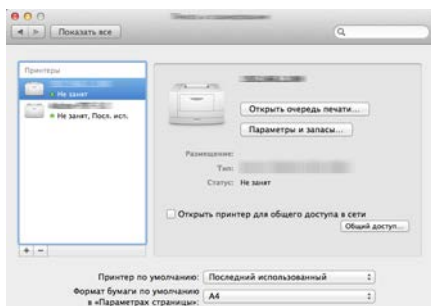 Показать все
Принтеры
Не занят
Не занят, Посл. исп.
Открыть очередь печати...
Параметры и запасы...
Размещение:
Тип:
Статус: Не занят
Открыть принтер для общего доступа в сети
Общий доступ...
+ −
Принтер по умолчанию: Последний использованный
Формат бумаги по умолчанию
в «Параметрах страницы»: A4